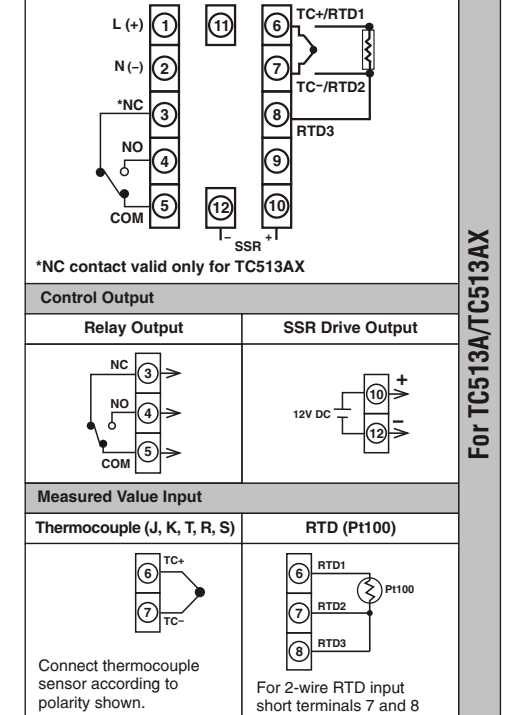 L (+) 1 11 6 TC+/RTD1
N (–) 2 7 TC–/RTD2
*NC 3 8 RTD3
NO 4 9
COM 5 12 10
– SSR +
*NC contact valid only for TC513AX
Control Output
Relay Output
SSR Drive Output
NC 3
NO 4
COM 5
12V DC
10 +
12 –
Measured Value Input
Thermocouple (J, K, T, R, S)
RTD (Pt100)
6 TC+
7 TC–
Connect thermocouple
sensor according to
polarity shown.
6 RTD1
Pt100
7 RTD2
8 RTD3
For 2-wire RTD input
short terminals 7 and 8
For TC513A/TC513AX